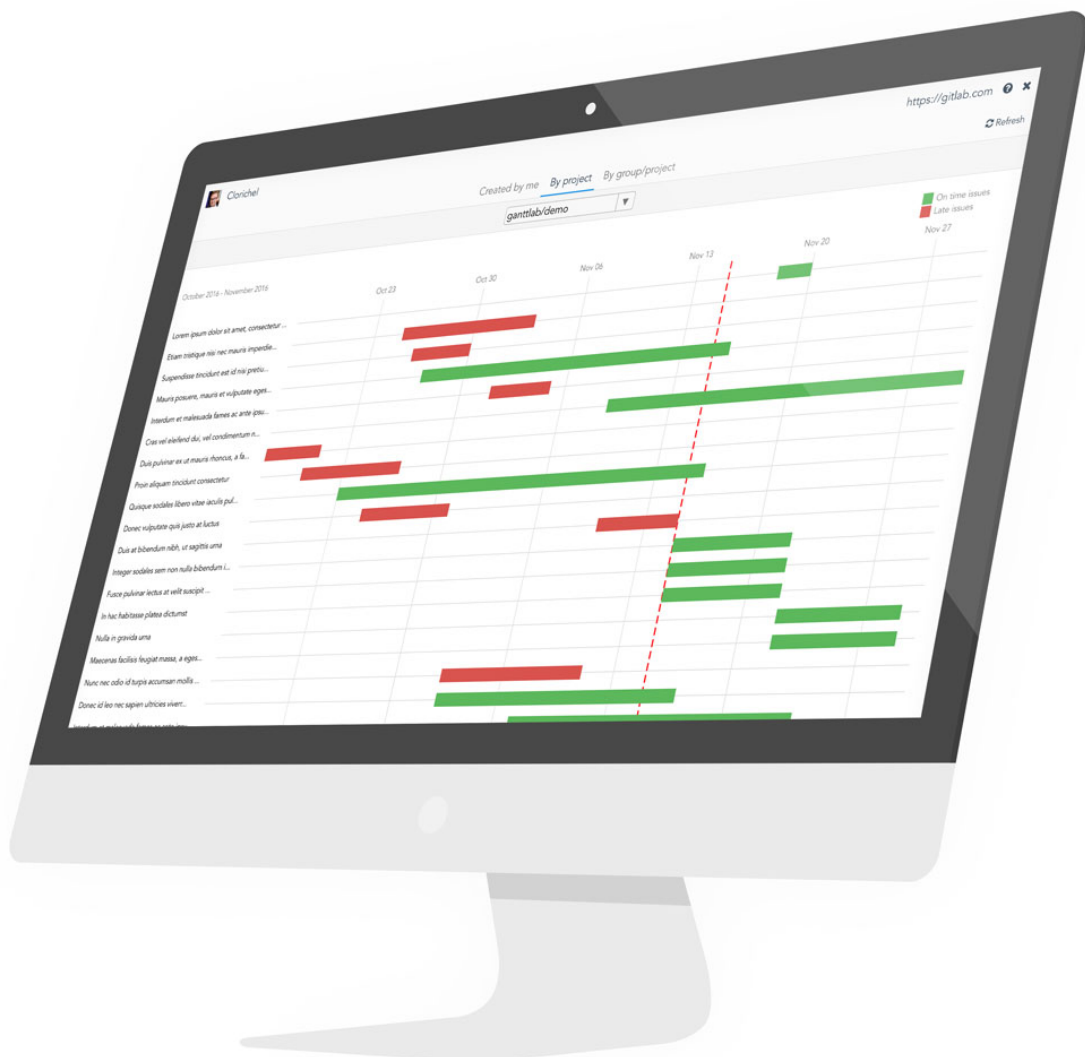 https://gitlab.com
Clorichel
Refresh
Created by me By project By group/project
ganttlab/demo
On time issues
Late issues
October 2016 - November 2016
Oct 23 Oct 30 Nov 06 Nov 13 Nov 20 Nov 27
Lorem ipsum dolor sit amet, consectetur ...
Etiam tristique nisi nec mauris imperdie...
Suspendisse tincidunt est id nisi pretiu...
Mauris posuere, mauris et vulputate eges...
Interdum et malesuada fames ac ante ipsu...
Cras vel eleifend dui, vel condimentum n...
Duis pulvinar ex ut mauris rhoncus, a fa...
Proin aliquam tincidunt consectetur
Quisque sodales libero vitae iaculis pul...
Donec vulputate quis justo at luctus
Duis at bibendum nibh, ut sagittis urna
Integer sodales sem non nulla bibendum i...
Fusce pulvinar lectus at velit suscipit ...
In hac habitasse platea dictumst
Nulla in gravida urna
Maecenas facilisis feugiat massa, a eges...
Nunc nec odio id turpis accumsan mollis ...
Donec id leo nec sapien ultricies viverr...